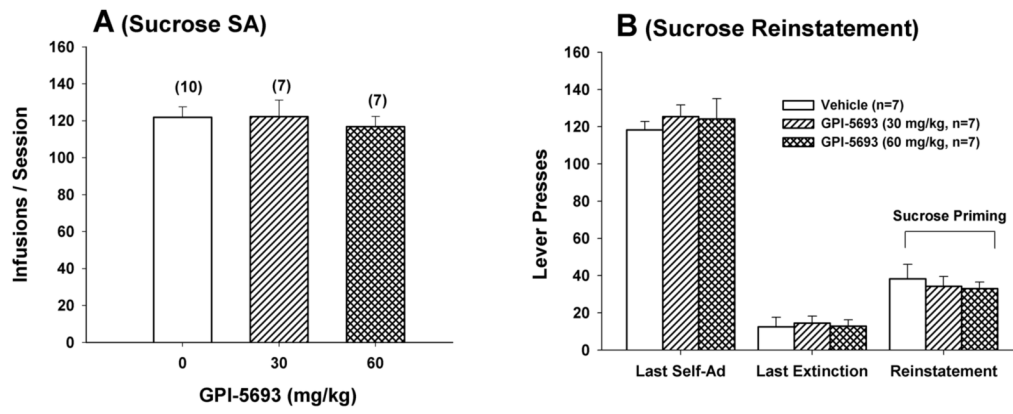 A (Sucrose SA)
160
140
120
100
80
60
40
20
0
Infusions / Session
(10)
(7)
(7)
0
30
60
GPI-5693 (mg/kg)
B (Sucrose Reinstatement)
160
140
120
100
80
60
40
20
0
Lever Presses
Vehicle (n=7)
GPI-5693 (30 mg/kg, n=7)
GPI-5693 (60 mg/kg, n=7)
Sucrose Priming
Last Self-Ad
Last Extinction
Reinstatement